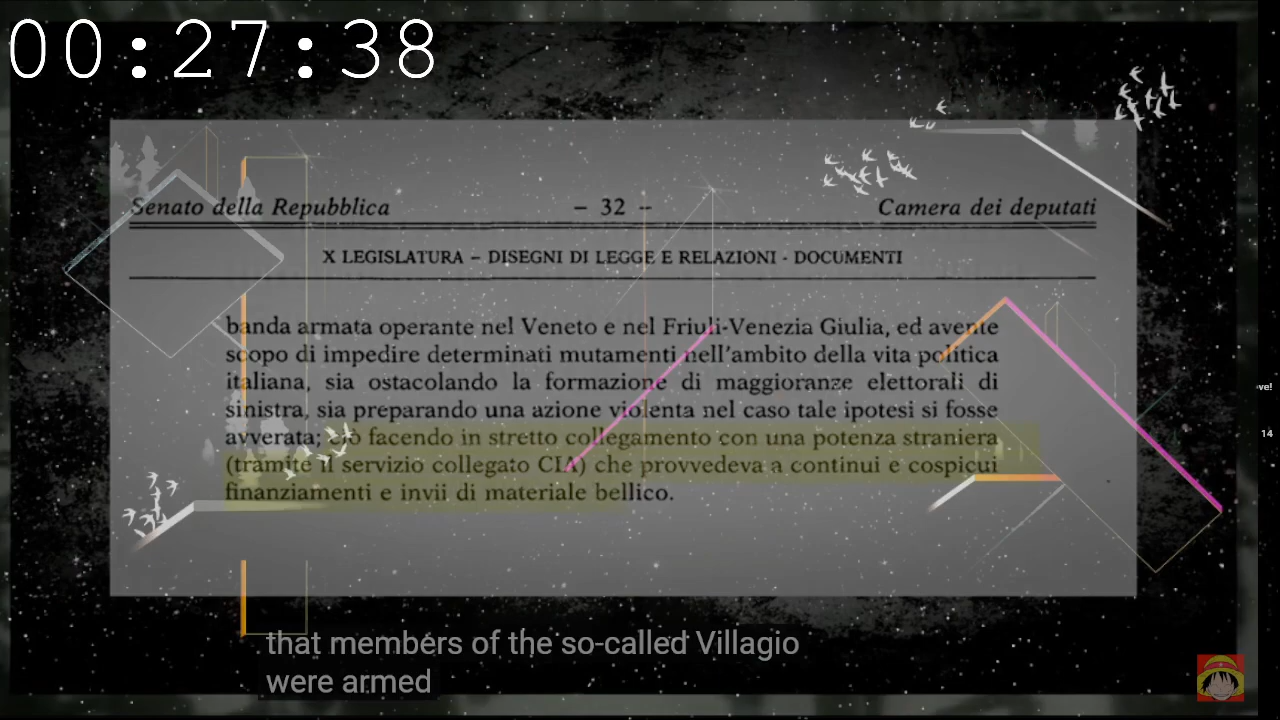 00:27:38
Senato della Repubblica – 32 – Camera dei deputati
X LEGISLATURA – DISEGNI DI LEGGE E RELAZIONI - DOCUMENTI
banda armata operante nel Veneto e nel Friuli-Venezia Giulia, ed avente
scopo di impedire determinati mutamenti nell'ambito della vita politica
italiana, sia ostacolando la formazione di maggioranze elettorali di
sinistra, sia preparando una azione violenta nel caso tale ipotesi si fosse
avverata; ciò facendo in stretto collegamento con una potenza straniera
(tramite il servizio collegato CIA) che provvedeva a continui e cospicui
finanziamenti e invii di materiale bellico.
ve!
14
that members of the so-called Villagio
were armed